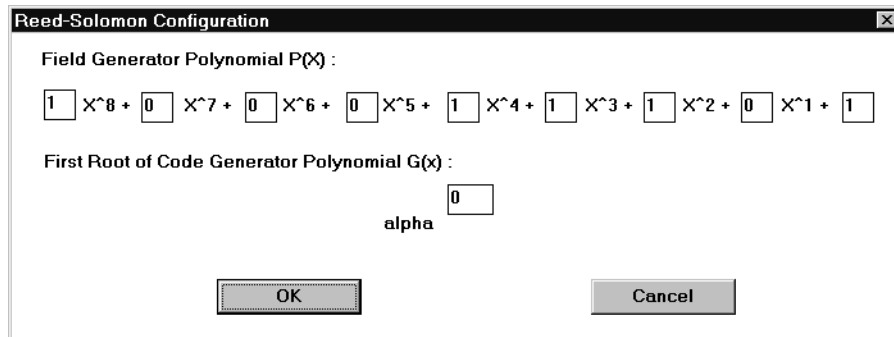 Reed-Solomon Configuration
Field Generator Polynomial P(X) :
1 X^8 + 0 X^7 + 0 X^6 + 0 X^5 + 1 X^4 + 1 X^3 + 1 X^2 + 0 X^1 + 1
First Root of Code Generator Polynomial G(x) :
0
alpha
OK Cancel